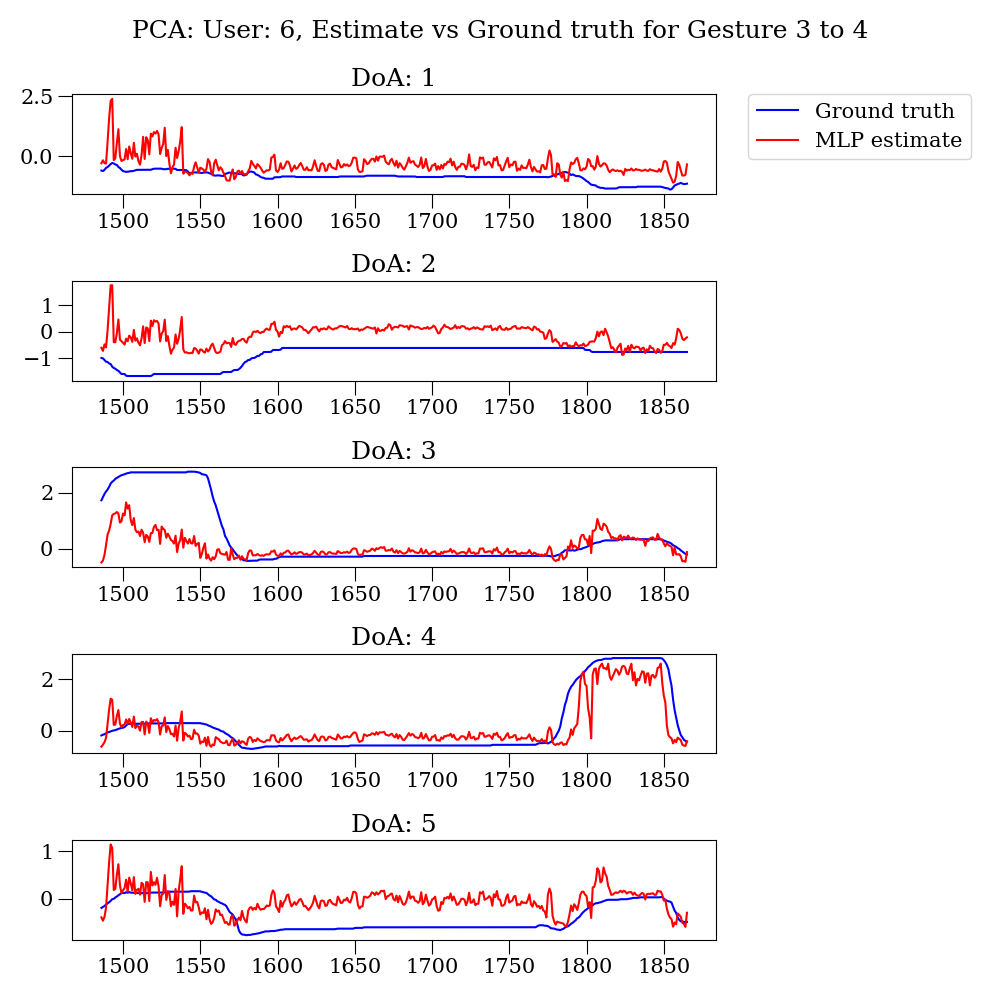 PCA: User: 6, Estimate vs Ground truth for Gesture 3 to 4
DoA: 1
2.5
0.0
1500 1550 1600 1650 1700 1750 1800 1850
Ground truth
MLP estimate
DoA: 2
1
0
−1
1500 1550 1600 1650 1700 1750 1800 1850
DoA: 3
2
0
1500 1550 1600 1650 1700 1750 1800 1850
DoA: 4
2
0
1500 1550 1600 1650 1700 1750 1800 1850
DoA: 5
1
0
1500 1550 1600 1650 1700 1750 1800 1850